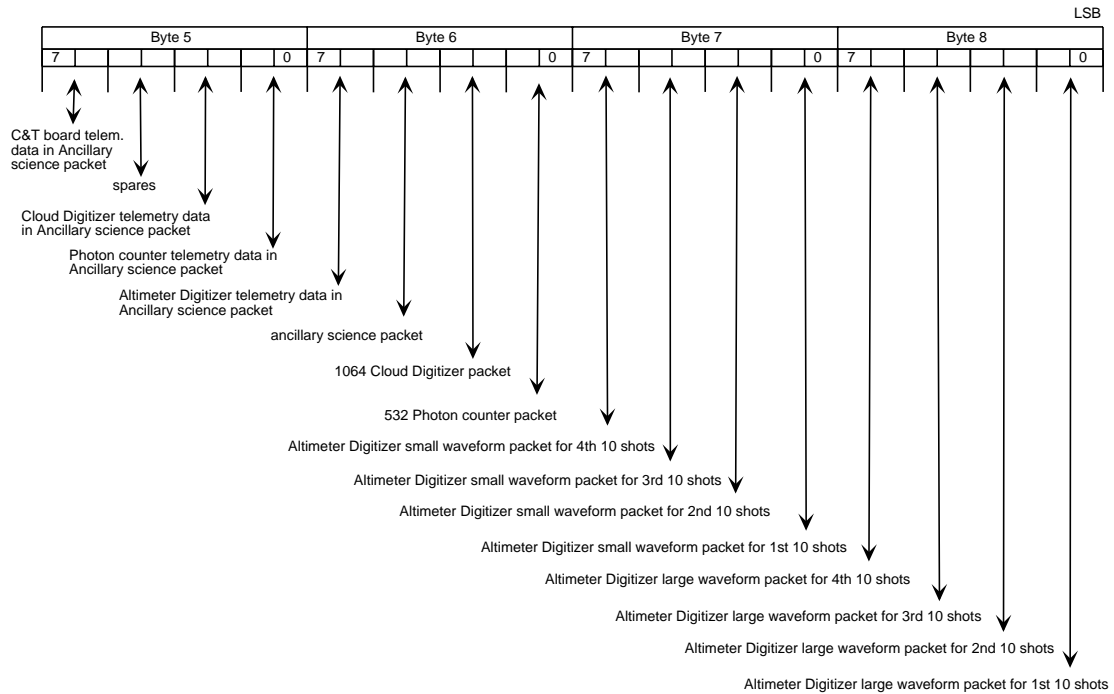 LSB
Byte 5 Byte 6 Byte 7 Byte 8
7 0 7 0 7 0 7 0
C&T board telem.
data in Ancillary
science packet
spares
Cloud Digitizer telemetry data
in Ancillary science packet
Photon counter telemetry data in
Ancillary science packet
Altimeter Digitizer telemetry data in
Ancillary science packet
ancillary science packet
1064 Cloud Digitizer packet
532 Photon counter packet
Altimeter Digitizer small waveform packet for 4th 10 shots
Altimeter Digitizer small waveform packet for 3rd 10 shots
Altimeter Digitizer small waveform packet for 2nd 10 shots
Altimeter Digitizer small waveform packet for 1st 10 shots
Altimeter Digitizer large waveform packet for 4th 10 shots
Altimeter Digitizer large waveform packet for 3rd 10 shots
Altimeter Digitizer large waveform packet for 2nd 10 shots
Altimeter Digitizer large waveform packet for 1st 10 shots